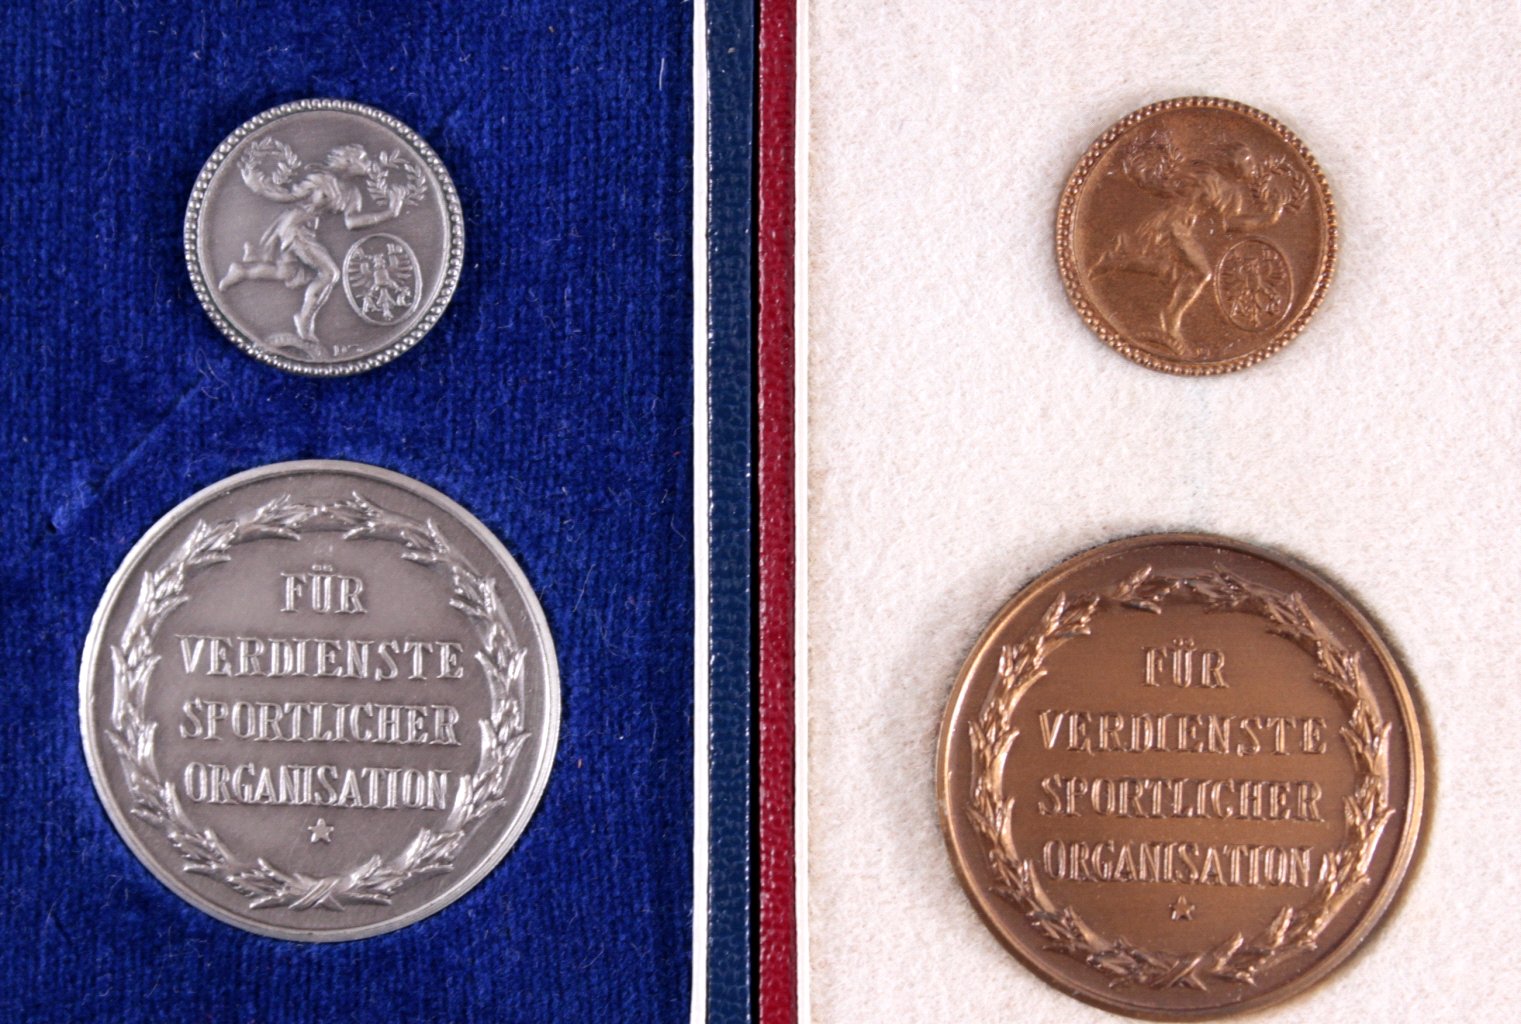 FÜR
VERDIENSTE
SPORTLICHER
ORGANISATION
FÜR
VERDIENSTE
SPORTLICHER
ORGANISATION